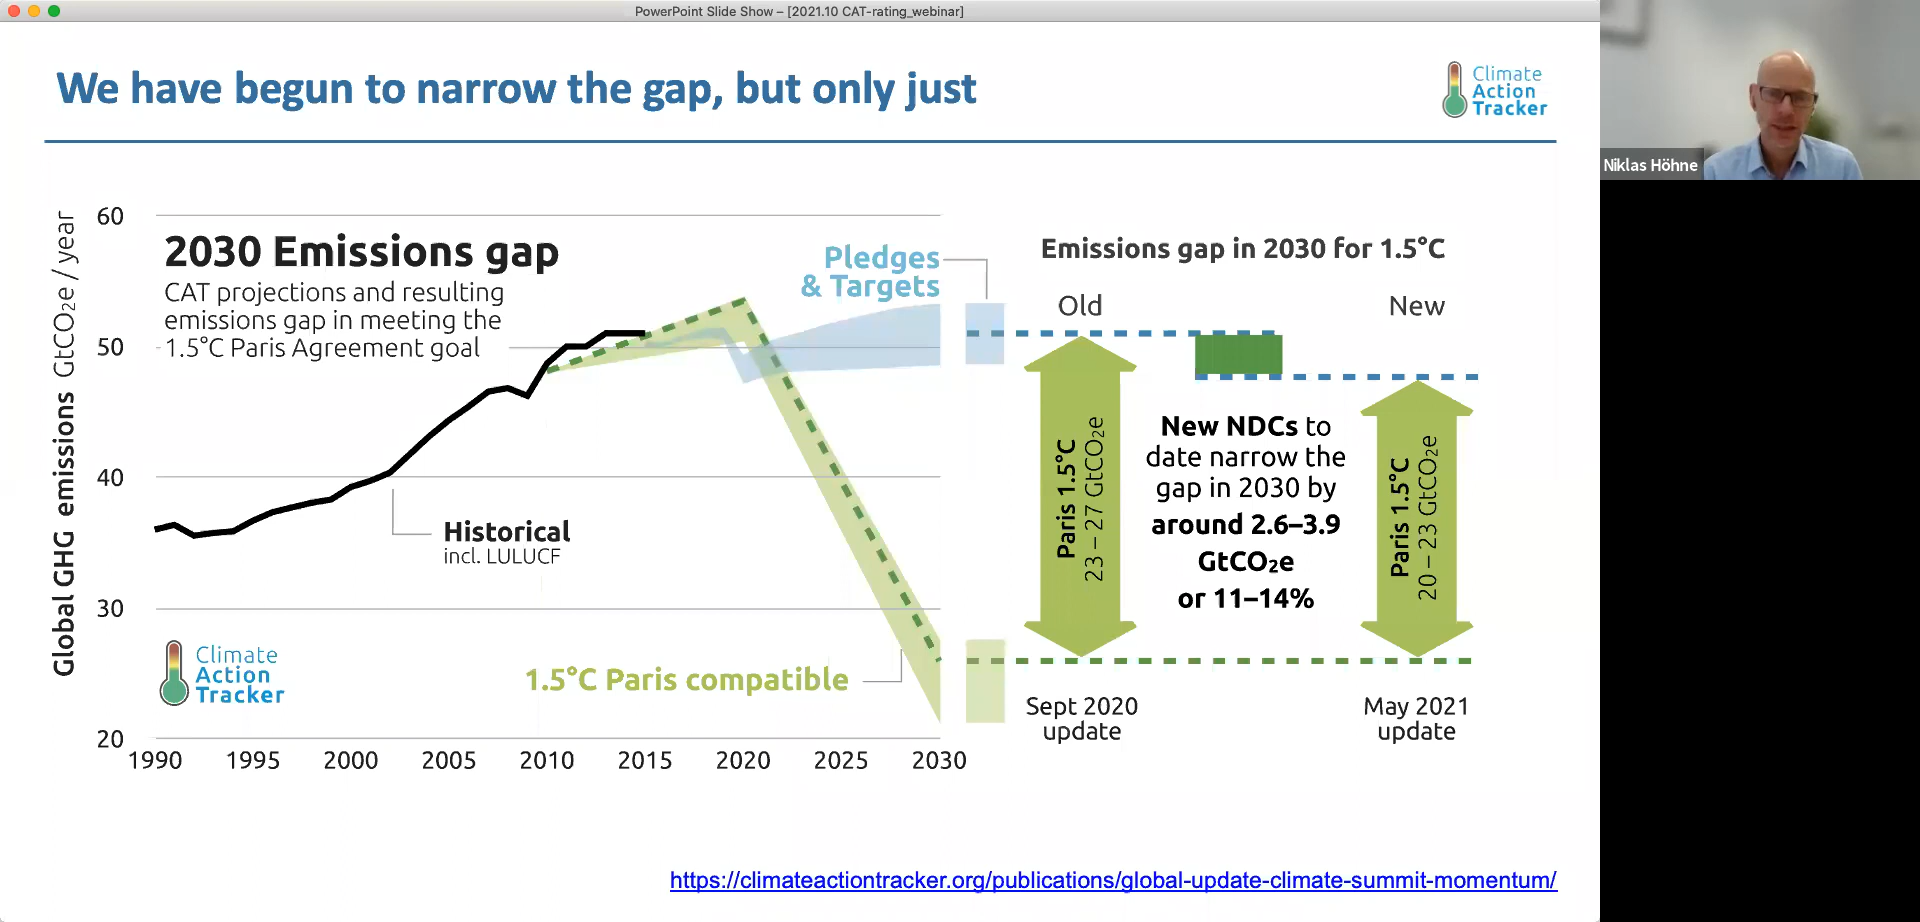 PowerPoint Slide Show – [2021.10 CAT-rating_webinar]
We have begun to narrow the gap, but only just
Climate
Action
Tracker
Niklas Höhne
Global GHG emissions GtCO₂e / year
60
50
40
30
20
2030 Emissions gap
CAT projections and resulting
emissions gap in meeting the
1.5°C Paris Agreement goal
Pledges
& Targets
Historical
incl. LULUCF
1.5°C Paris compatible
Climate
Action
Tracker
1990
1995
2000
2005
2010
2015
2020
2025
2030
Emissions gap in 2030 for 1.5°C
Old
New
Paris 1.5°C
23 – 27 GtCO₂e
New NDCs to
date narrow the
gap in 2030 by
around 2.6–3.9
GtCO₂e
or 11–14%
Paris 1.5°C
20 – 23 GtCO₂e
Sept 2020
update
May 2021
update
https://climateactiontracker.org/publications/global-update-climate-summit-momentum/